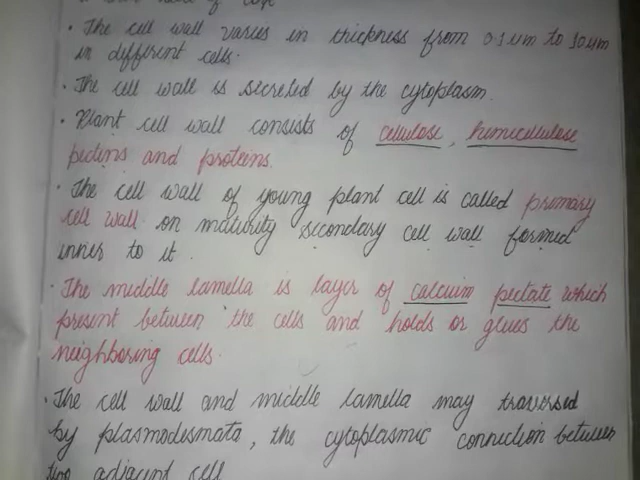 • The cell wall varies in thickness from 0.1 um to 10 um
in different cells.
• The cell wall is secreted by the cytoplasm.
• Plant cell wall consists of cellulose, hemicellulose
pectins and proteins.
• The cell wall of young plant cell is called primary
cell wall on maturity secondary cell wall formed
inner to it.
• The middle lamella is layer of calcium pectate which
present between the cells and holds or glues the
neighboring cells.
• The cell wall and middle lamella may traversed
by plasmodesmata, the cytoplasmic connection between
two adjacent cell